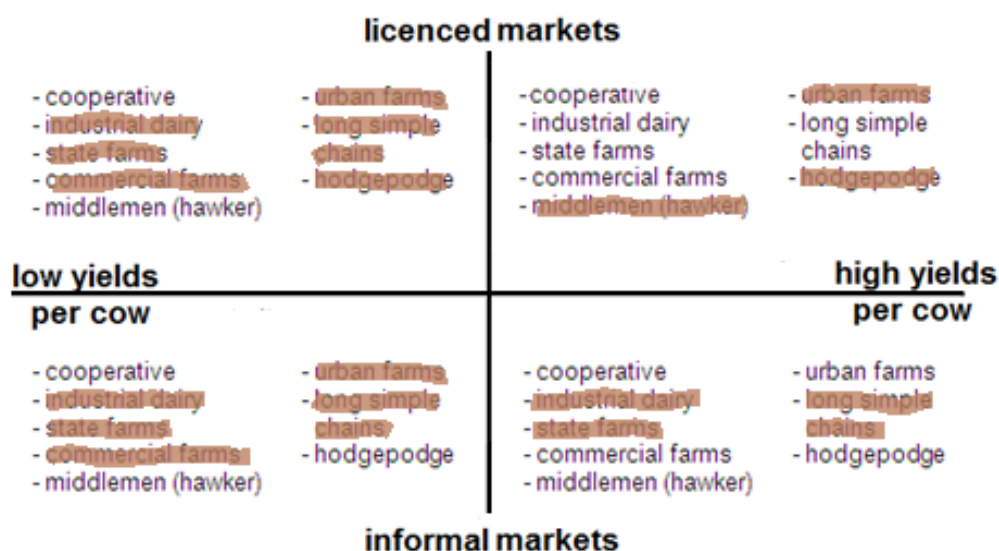 licenced markets
- cooperative
- industrial dairy
- state farms
- commercial farms
- middlemen (hawker)
- urban farms
- long simple
chains
- hodgepodge
- cooperative
- industrial dairy
- state farms
- commercial farms
- middlemen (hawker)
- urban farms
- long simple
chains
- hodgepodge
low yields
per cow
high yields
per cow
- cooperative
- industrial dairy
- state farms
- commercial farms
- middlemen (hawker)
- urban farms
- long simple
chains
- hodgepodge
- cooperative
- industrial dairy
- state farms
- commercial farms
- middlemen (hawker)
- urban farms
- long simple
chains
- hodgepodge
informal markets